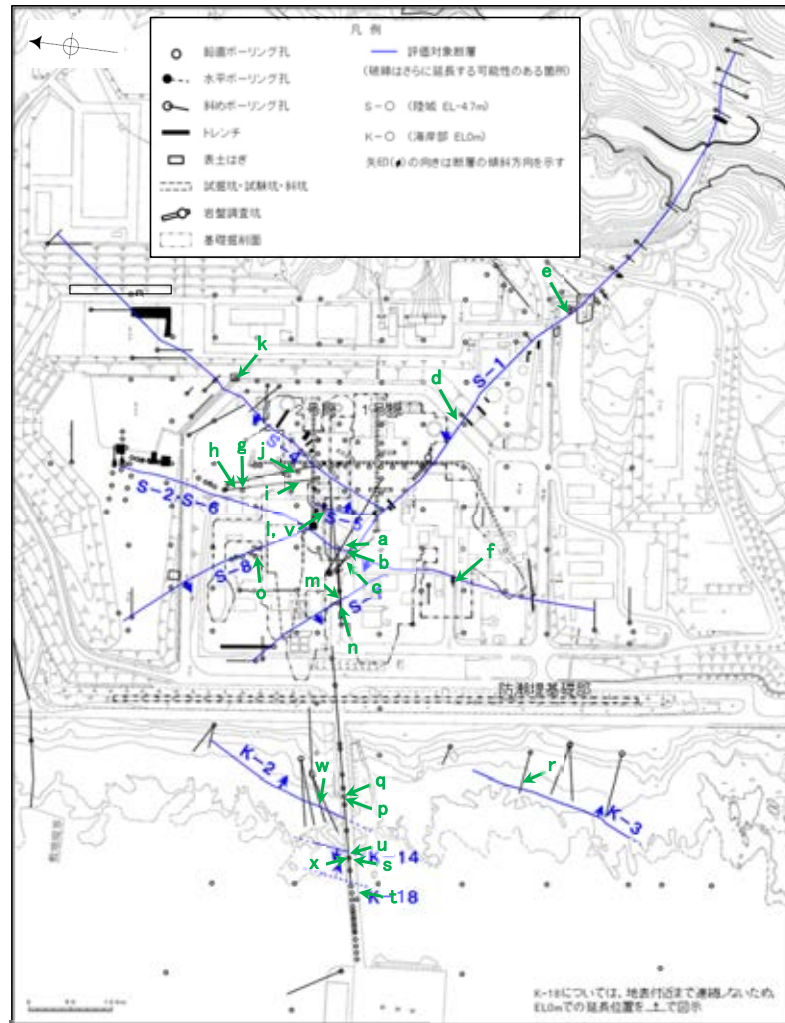 凡 例
鉛直ボーリング孔
水平ボーリング孔
斜めボーリング孔
トレンチ
表土はぎ
試掘坑・試験坑・斜坑
岩盤調査坑
基礎掘削面
評価対象断層
(破線はさらに延長する可能性のある箇所)
S-〇 (陸域 EL-4.7m)
K-〇 (海岸部 EL0m)
矢印の向きは断層の傾斜方向を示す
e
k
d
S-1
2号機
1号機
S-4
h
g
j
i
S-2・S-6
l, v
S-5
a
b
c
f
S-8
o
m
n
防潮堤基礎部
K-2
w
q
p
r
K-3
u
x
s
K-14
t
K-18
K-18については、地表付近まで連続しないため、
EL0mでの延長位置を で図示